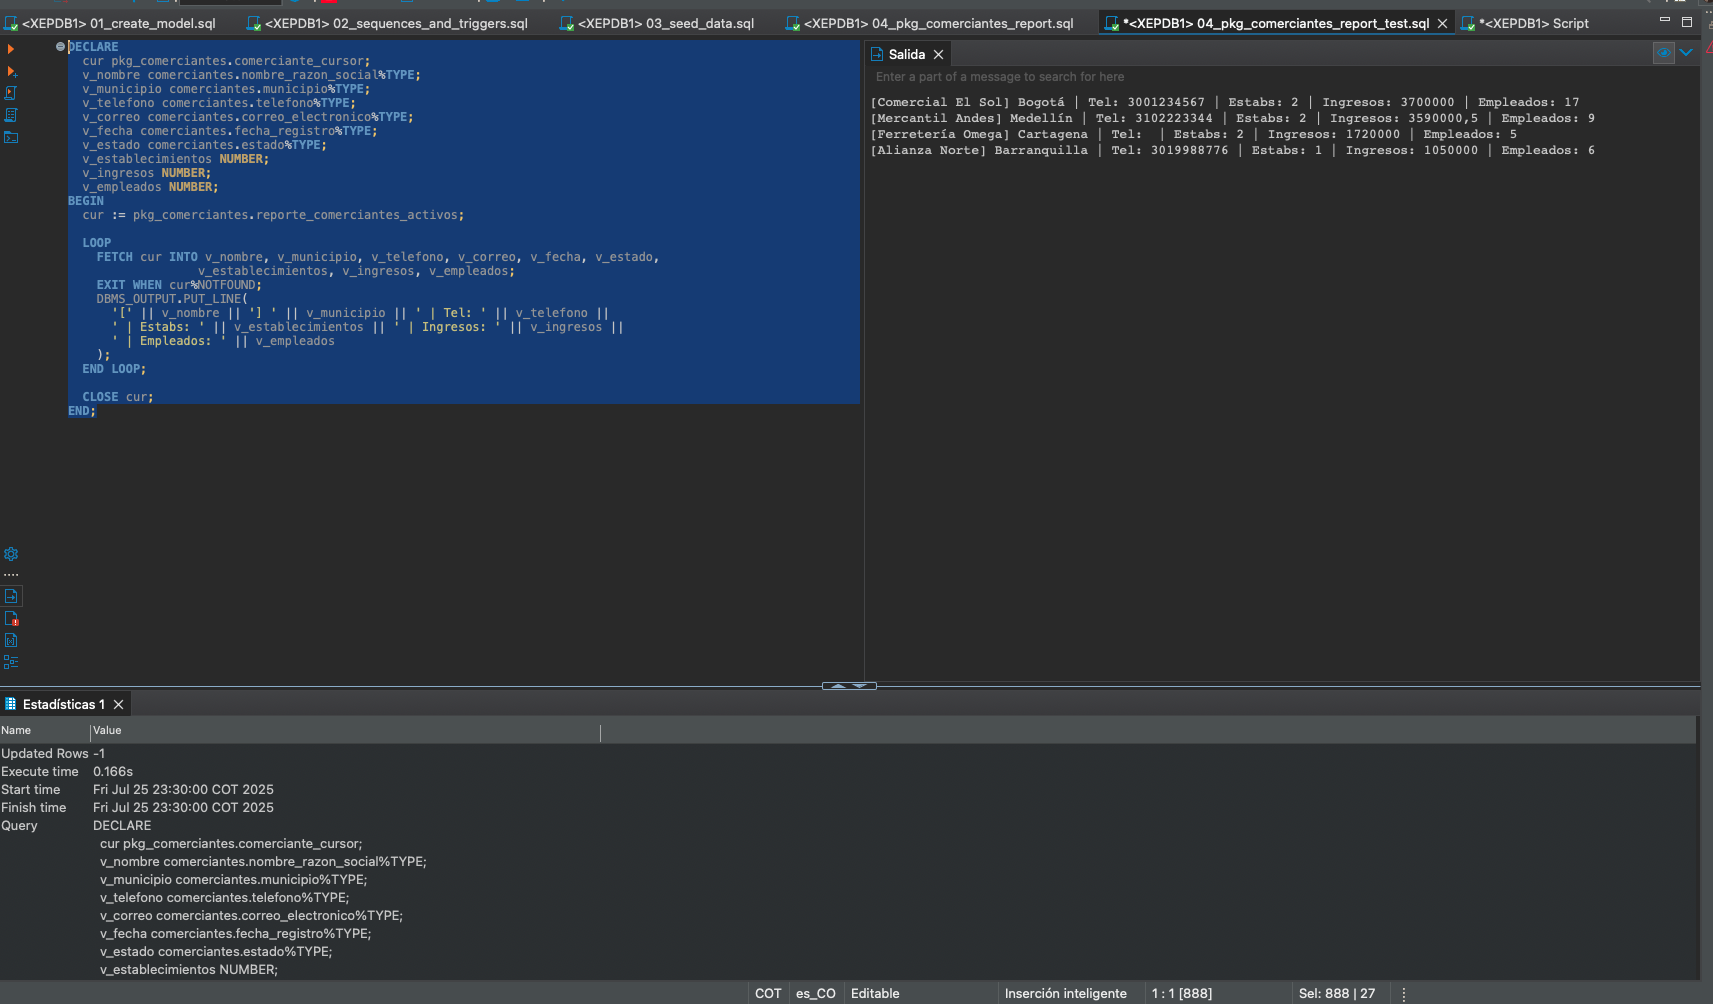 <XEPDB1> 01_create_model.sql
<XEPDB1> 02_sequences_and_triggers.sql
<XEPDB1> 03_seed_data.sql
<XEPDB1> 04_pkg_comerciantes_report.sql
*<XEPDB1> 04_pkg_comerciantes_report_test.sql
*<XEPDB1> Script
DECLARE
  cur pkg_comerciantes.comerciante_cursor;
  v_nombre comerciantes.nombre_razon_social%TYPE;
  v_municipio comerciantes.municipio%TYPE;
  v_telefono comerciantes.telefono%TYPE;
  v_correo comerciantes.correo_electronico%TYPE;
  v_fecha comerciantes.fecha_registro%TYPE;
  v_estado comerciantes.estado%TYPE;
  v_establecimientos NUMBER;
  v_ingresos NUMBER;
  v_empleados NUMBER;
BEGIN
  cur := pkg_comerciantes.reporte_comerciantes_activos;
  LOOP
    FETCH cur INTO v_nombre, v_municipio, v_telefono, v_correo, v_fecha, v_estado,
                  v_establecimientos, v_ingresos, v_empleados;
    EXIT WHEN cur%NOTFOUND;
    DBMS_OUTPUT.PUT_LINE(
      '[' || v_nombre || '] ' || v_municipio || ' | Tel: ' || v_telefono ||
      ' | Estabs: ' || v_establecimientos || ' | Ingresos: ' || v_ingresos ||
      ' | Empleados: ' || v_empleados
    );
  END LOOP;
  CLOSE cur;
END;
Salida
Enter a part of a message to search for here
[Comercial El Sol] Bogotá | Tel: 3001234567 | Estabs: 2 | Ingresos: 3700000 | Empleados: 17
[Mercantil Andes] Medellín | Tel: 3102223344 | Estabs: 2 | Ingresos: 3590000,5 | Empleados: 9
[Ferretería Omega] Cartagena | Tel:  | Estabs: 2 | Ingresos: 1720000 | Empleados: 5
[Alianza Norte] Barranquilla | Tel: 3019988776 | Estabs: 1 | Ingresos: 1050000 | Empleados: 6
Estadísticas 1
Name Value
Updated Rows -1
Execute time 0.166s
Start time Fri Jul 25 23:30:00 COT 2025
Finish time Fri Jul 25 23:30:00 COT 2025
Query DECLARE
cur pkg_comerciantes.comerciante_cursor;
v_nombre comerciantes.nombre_razon_social%TYPE;
v_municipio comerciantes.municipio%TYPE;
v_telefono comerciantes.telefono%TYPE;
v_correo comerciantes.correo_electronico%TYPE;
v_fecha comerciantes.fecha_registro%TYPE;
v_estado comerciantes.estado%TYPE;
v_establecimientos NUMBER;
COT es_CO Editable Inserción inteligente 1 : 1 [888] Sel: 888 | 27